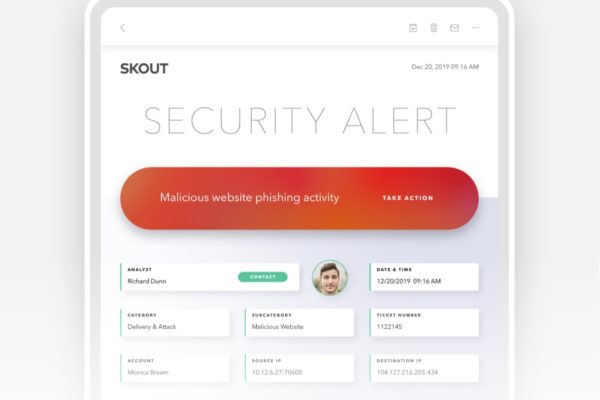 SKOUT
Dec 20, 2019 09:16 AM
SECURITY ALERT
Malicious website phishing activity
TAKE ACTION
ANALYST
Richard Dunn
CONTACT
DATE & TIME
12/20/2019 09:16 AM
CATEGORY
Delivery & Attack
SUBCATEGORY
Malicious Website
TICKET NUMBER
1122145
ACCOUNT
Monica Bream
SOURCE IP
10.12.6.27:70605
DESTINATION IP
104.127.216.203.434